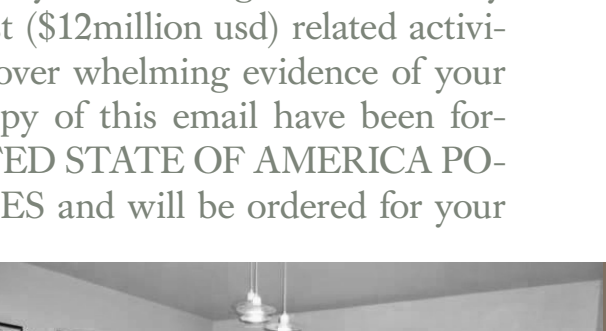 t ($12million usd) related activi-
over whelming evidence of your
py of this email have been for-
TED STATE OF AMERICA PO-
ES and will be ordered for your